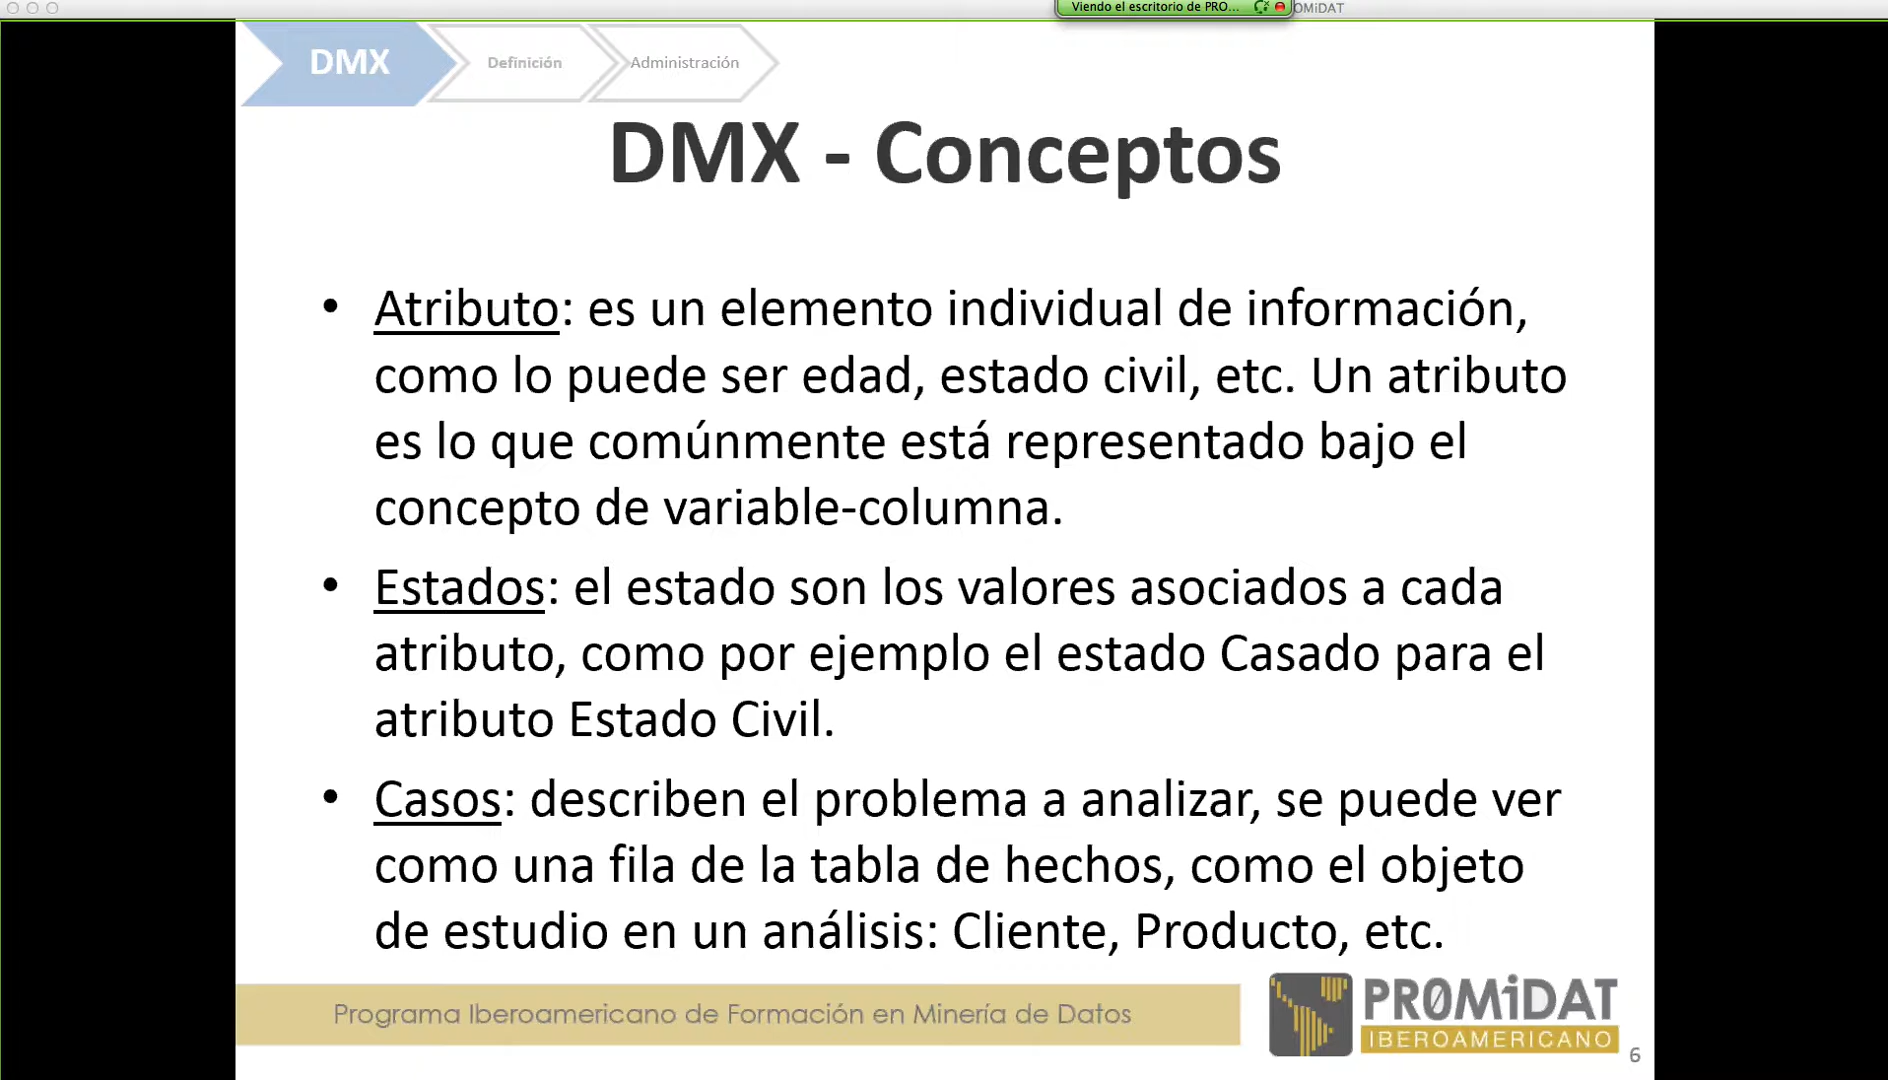 Viendo el escritorio de PRO...
OMiDAT
DMX
Definición
Administración
DMX - Conceptos
• Atributo: es un elemento individual de información,
como lo puede ser edad, estado civil, etc. Un atributo
es lo que comúnmente está representado bajo el
concepto de variable-columna.
• Estados: el estado son los valores asociados a cada
atributo, como por ejemplo el estado Casado para el
atributo Estado Civil.
• Casos: describen el problema a analizar, se puede ver
como una fila de la tabla de hechos, como el objeto
de estudio en un análisis: Cliente, Producto, etc.
Programa Iberoamericano de Formación en Minería de Datos
PROMiDAT
IBEROAMERICANO
6